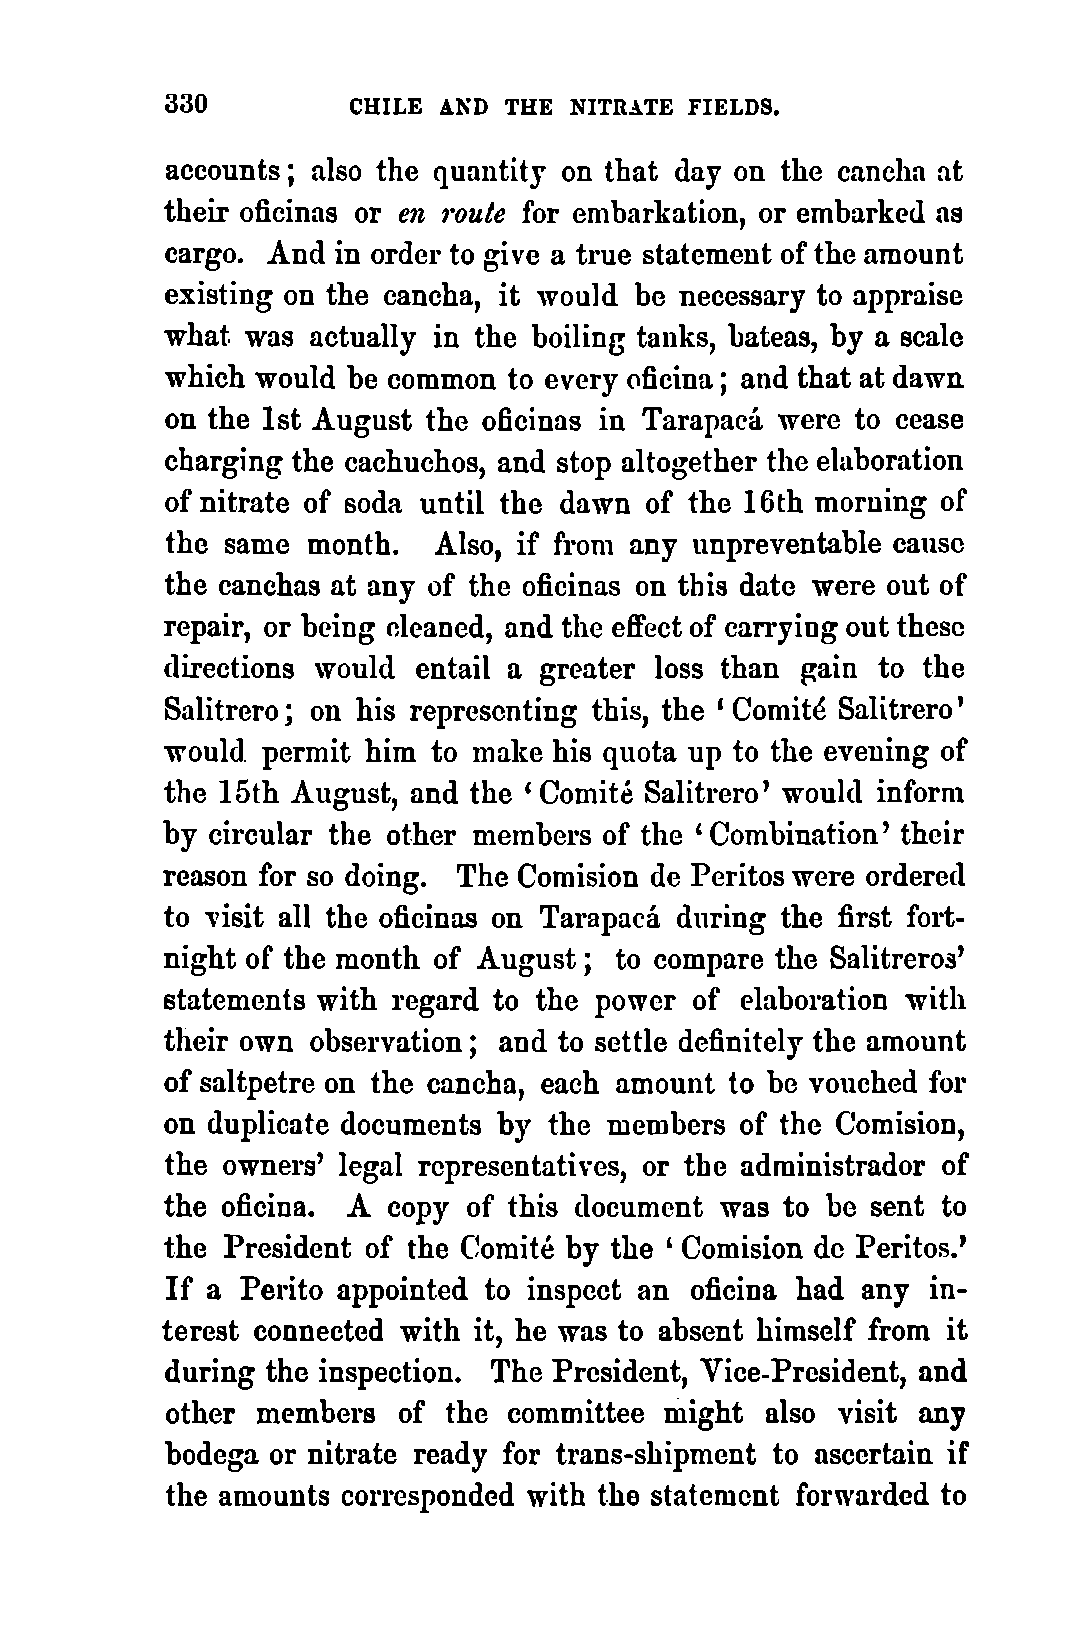 330 CHILE AND THE NITRATE FIELDS.
accounts; also the quantity on that day on the cancha at
their oficinas or en route for embarkation, or embarked as
cargo. And in order to give a true statement of the amount
existing on the cancha, it would be necessary to appraise
what was actually in the boiling tanks, bateas, by a scale
which would be common to every oficina; and that at dawn
on the 1st August the oficinas in Tarapacá were to cease
charging the cachuchos, and stop altogether the elaboration
of nitrate of soda until the dawn of the 16th morning of
the same month. Also, if from any unpreventable cause
the canchas at any of the oficinas on this date were out of
repair, or being cleaned, and the effect of carrying out these
directions would entail a greater loss than gain to the
Salitrero; on his representing this, the ‘Comité Salitrero’
would permit him to make his quota up to the evening of
the 15th August, and the ‘Comité Salitrero’ would inform
by circular the other members of the ‘Combination’ their
reason for so doing. The Comision de Peritos were ordered
to visit all the oficinas on Tarapacá during the first fort-
night of the month of August; to compare the Salitreros’
statements with regard to the power of elaboration with
their own observation; and to settle definitely the amount
of saltpetre on the cancha, each amount to be vouched for
on duplicate documents by the members of the Comision,
the owners’ legal representatives, or the administrador of
the oficina. A copy of this document was to be sent to
the President of the Comité by the ‘Comision de Peritos.’
If a Perito appointed to inspect an oficina had any in-
terest connected with it, he was to absent himself from it
during the inspection. The President, Vice-President, and
other members of the committee might also visit any
bodega or nitrate ready for trans-shipment to ascertain if
the amounts corresponded with the statement forwarded to